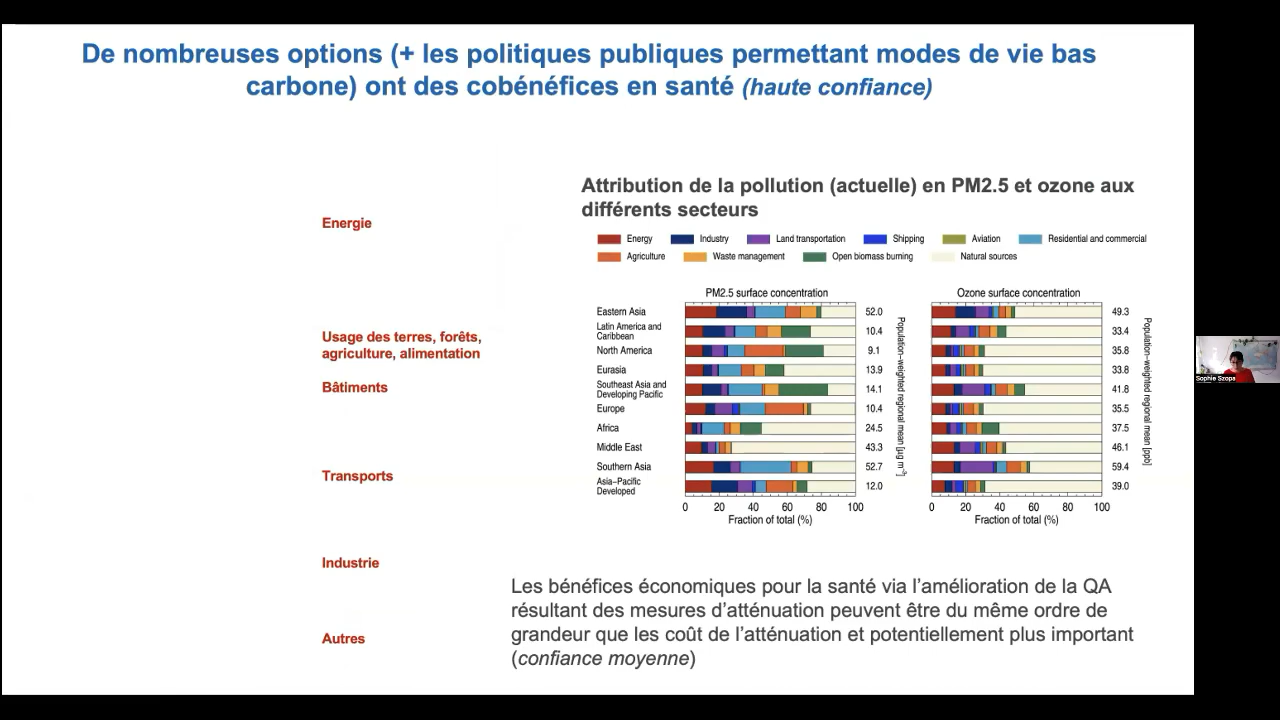 De nombreuses options (+ les politiques publiques permettant modes de vie bas
carbone) ont des cobénéfices en santé (haute confiance)
Energie
Usage des terres, forêts,
agriculture, alimentation
Bâtiments
Transports
Industrie
Autres
Attribution de la pollution (actuelle) en PM2.5 et ozone aux
différents secteurs
Energy Industry Land transportation Shipping Aviation Residential and commercial
Agriculture Waste management Open biomass burning Natural sources
PM2.5 surface concentration
Eastern Asia 52.0
Latin America and
Caribbean 10.4
North America 9.1
Eurasia 13.9
Southeast Asia and
Developing Pacific 14.1
Europe 10.4
Africa 24.5
Middle East 43.3
Southern Asia 52.7
Asia–Pacific
Developed 12.0
0 20 40 60 80 100
Fraction of total (%)
Population–weighted regional mean [µg m⁻³]
Ozone surface concentration
49.3
33.4
35.8
33.8
41.8
35.5
37.5
46.1
59.4
39.0
0 20 40 60 80 100
Fraction of total (%)
Population–weighted regional mean [ppb]
Les bénéfices économiques pour la santé via l’amélioration de la QA
résultant des mesures d’atténuation peuvent être du même ordre de
grandeur que les coût de l’atténuation et potentiellement plus important
(confiance moyenne)
Sophie Szopa